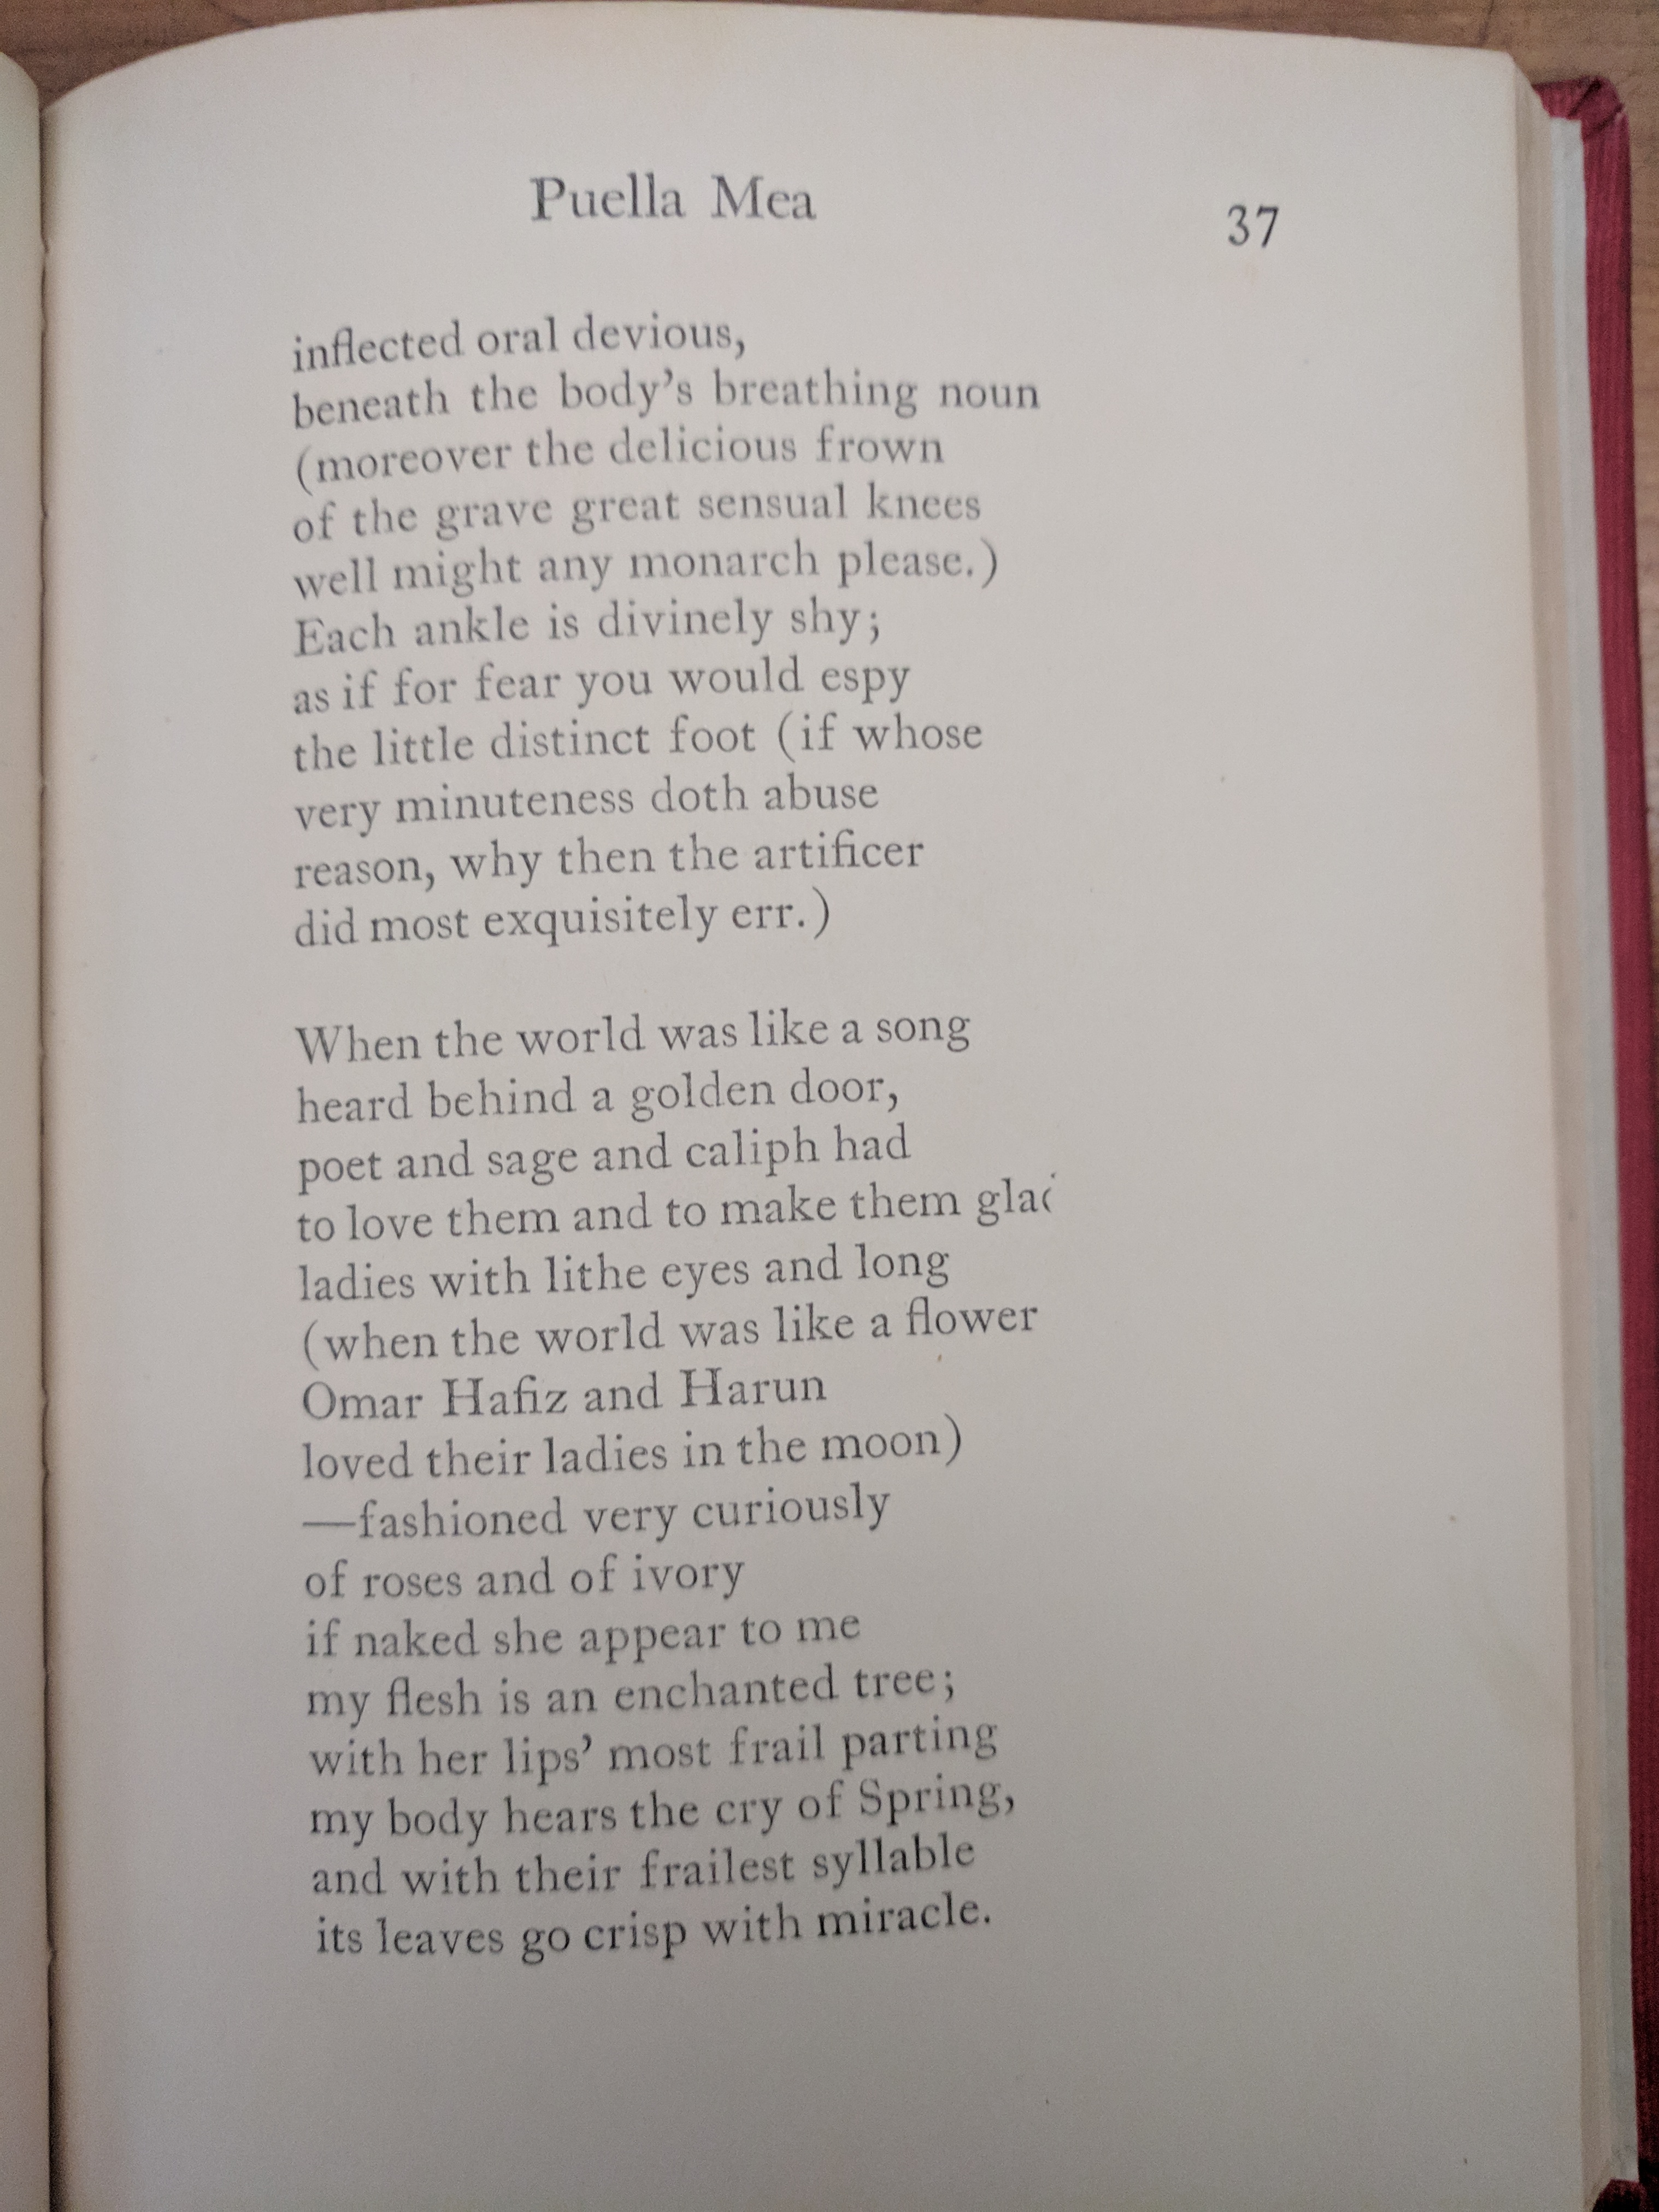 Puella Mea
37
inflected oral devious,
beneath the body's breathing noun
(moreover the delicious frown
of the grave great sensual knees
well might any monarch please.)
Each ankle is divinely shy;
as if for fear you would espy
the little distinct foot (if whose
very minuteness doth abuse
reason, why then the artificer
did most exquisitely err.)
When the world was like a song
heard behind a golden door,
poet and sage and caliph had
to love them and to make them
ladies with lithe eyes and long
(when the world was like a flower
Omar Hafiz and Harun
loved their ladies in the moon)
—fashioned very curiously
of roses and of ivory
if naked she appear to me
my flesh is an enchanted tree;
with her lips' most frail parting
my body hears the cry of Spring,
and with their frailest syllable
its leaves go crisp with miracle.